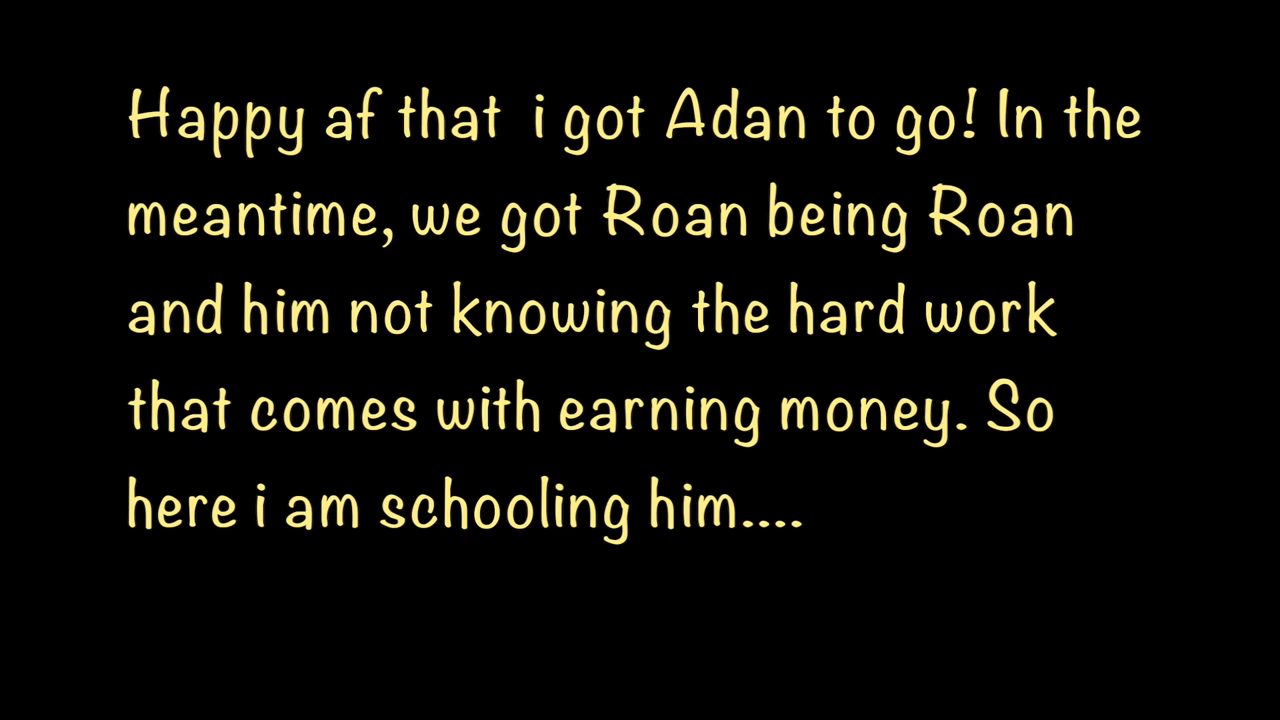 Happy af that  i got Adan to go! In the
meantime, we got Roan being Roan
and him not knowing the hard work
that comes with earning money. So
here i am schooling him....